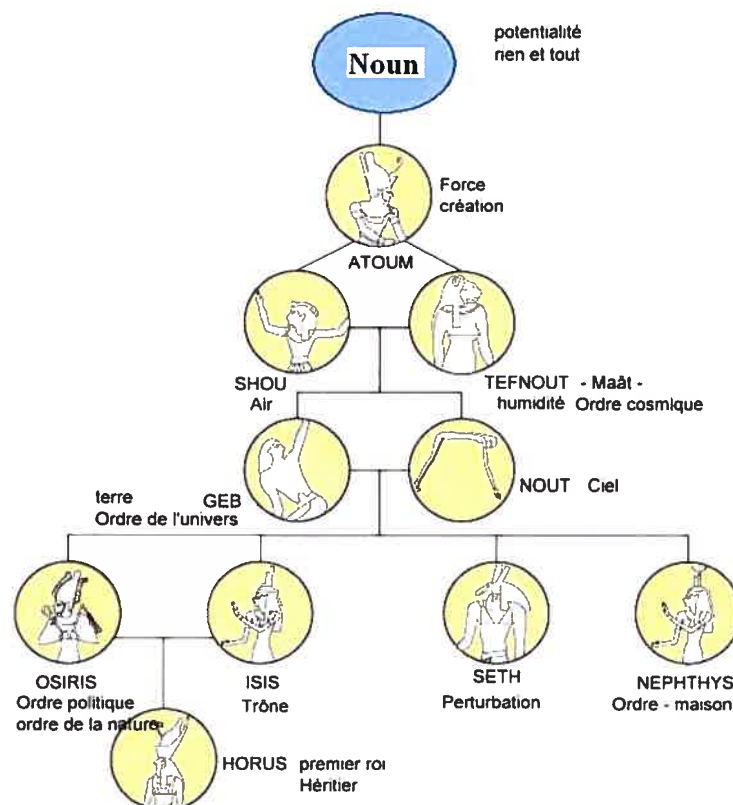 potentialité
rien et tout
Noun
Force
création
ATOUM
SHOU
Air
TEFNOUT - Maât -
humidité Ordre cosmique
terre GEB
Ordre de l'univers
NOUT Ciel
OSIRIS
Ordre politique
ordre de la nature
ISIS
Trône
SETH
Perturbation
NEPHTHYS
Ordre - maison
HORUS premier roi
Héritier